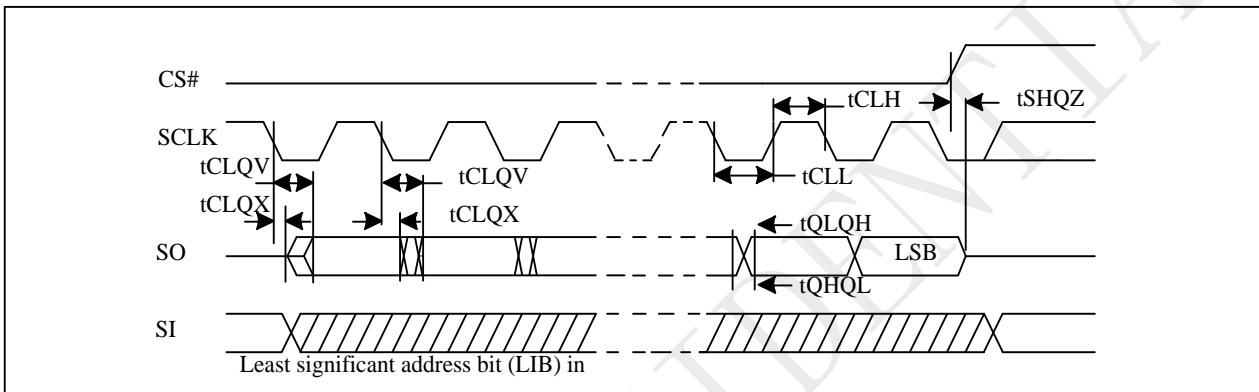 CS#
tCLH
tSHQZ
SCLK
tCLQV
tCLQV
tCLL
tCLQX
tCLQX
tQLQH
SO
LSB
tQHQL
SI
Least significant address bit (LIB) in